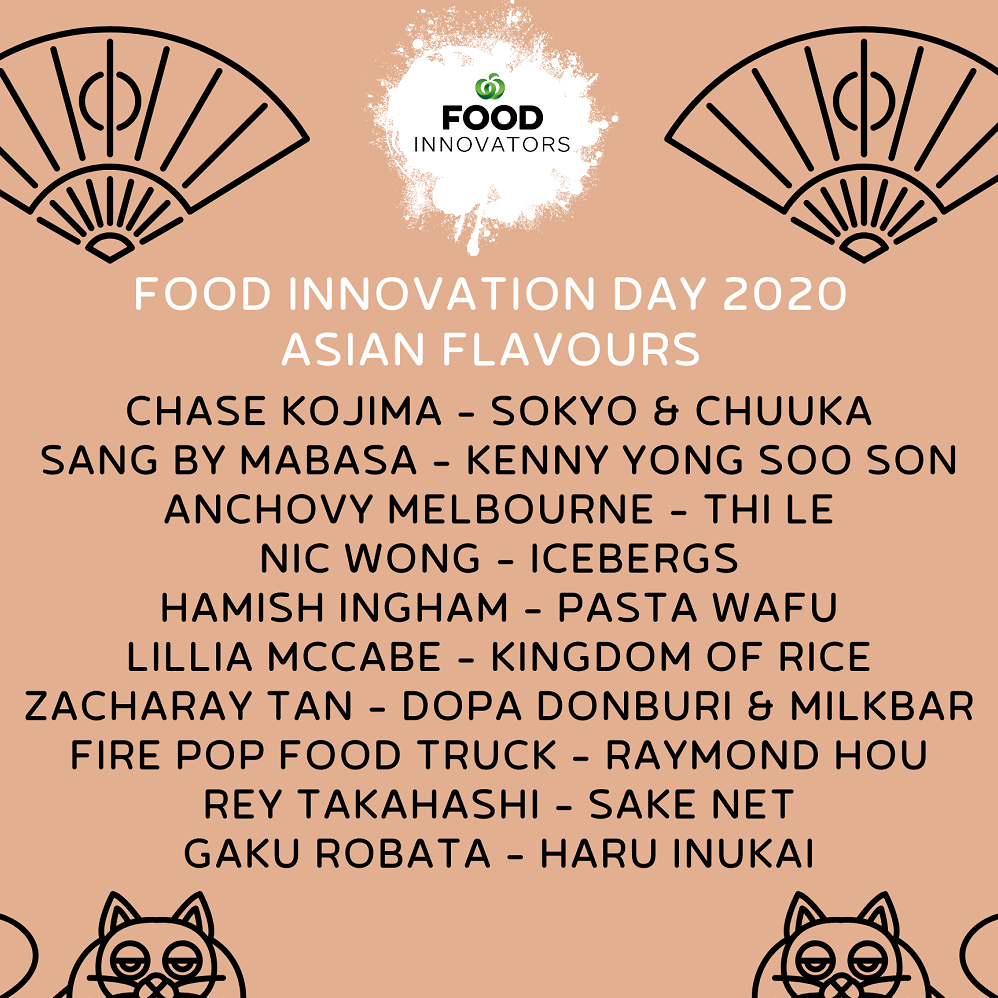 FOOD
INNOVATORS
FOOD INNOVATION DAY 2020
ASIAN FLAVOURS
CHASE KOJIMA - SOKYO & CHUUKA
SANG BY MABASA - KENNY YONG SOO SON
ANCHOVY MELBOURNE - THI LE
NIC WONG - ICEBERGS
HAMISH INGHAM - PASTA WAFU
LILLIA MCCABE - KINGDOM OF RICE
ZACHARAY TAN - DOPA DONBURI & MILKBAR
FIRE POP FOOD TRUCK - RAYMOND HOU
REY TAKAHASHI - SAKE NET
GAKU ROBATA - HARU INUKAI